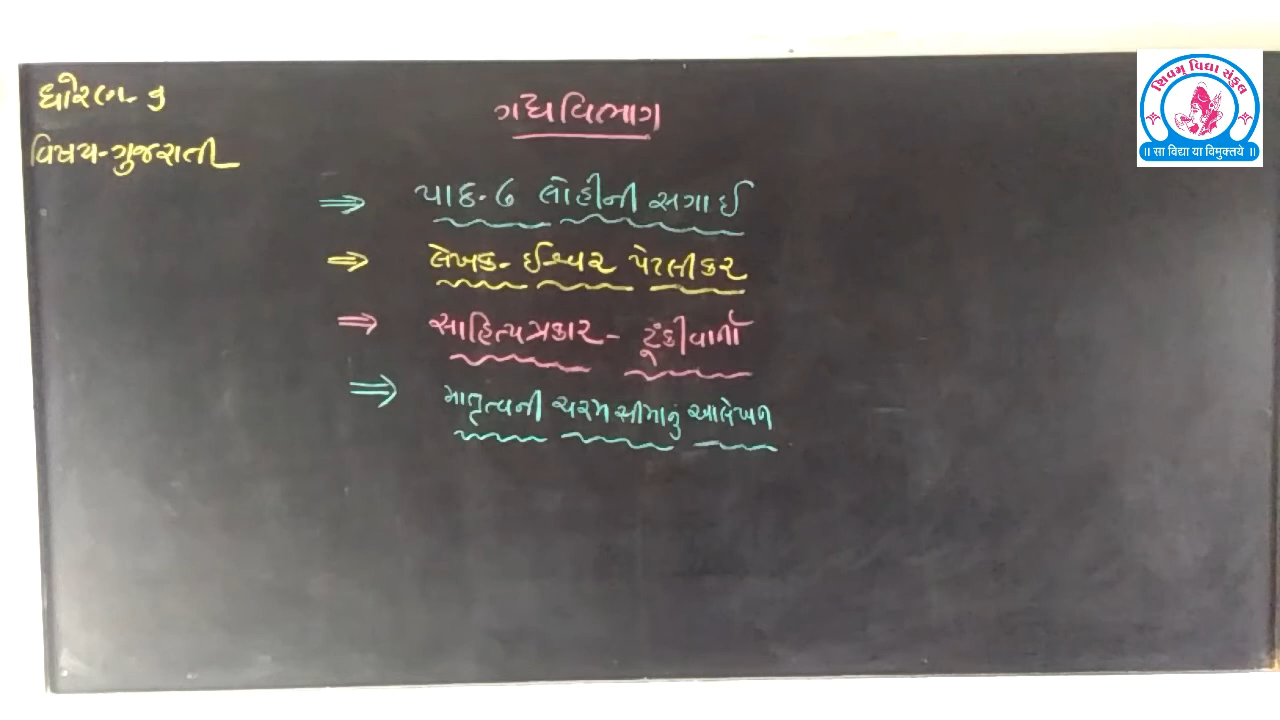 ધોરણ- ૭
વિષય-ગુજરાતી
ગદ્યવિભાગ
⇒ પાઠ-૭ લોહીની સગાઈ
⇒ લેખક- ઈશ્વર પેટલીકર
⇒ સાહિત્યપ્રકાર- ટૂંકીવાર્તા
⇒ માતૃત્વની ચરમસીમાનું આલેખન
શિવમ્ વિદ્યા સંકુલ
॥ सा विद्या या विमुक्तये ॥